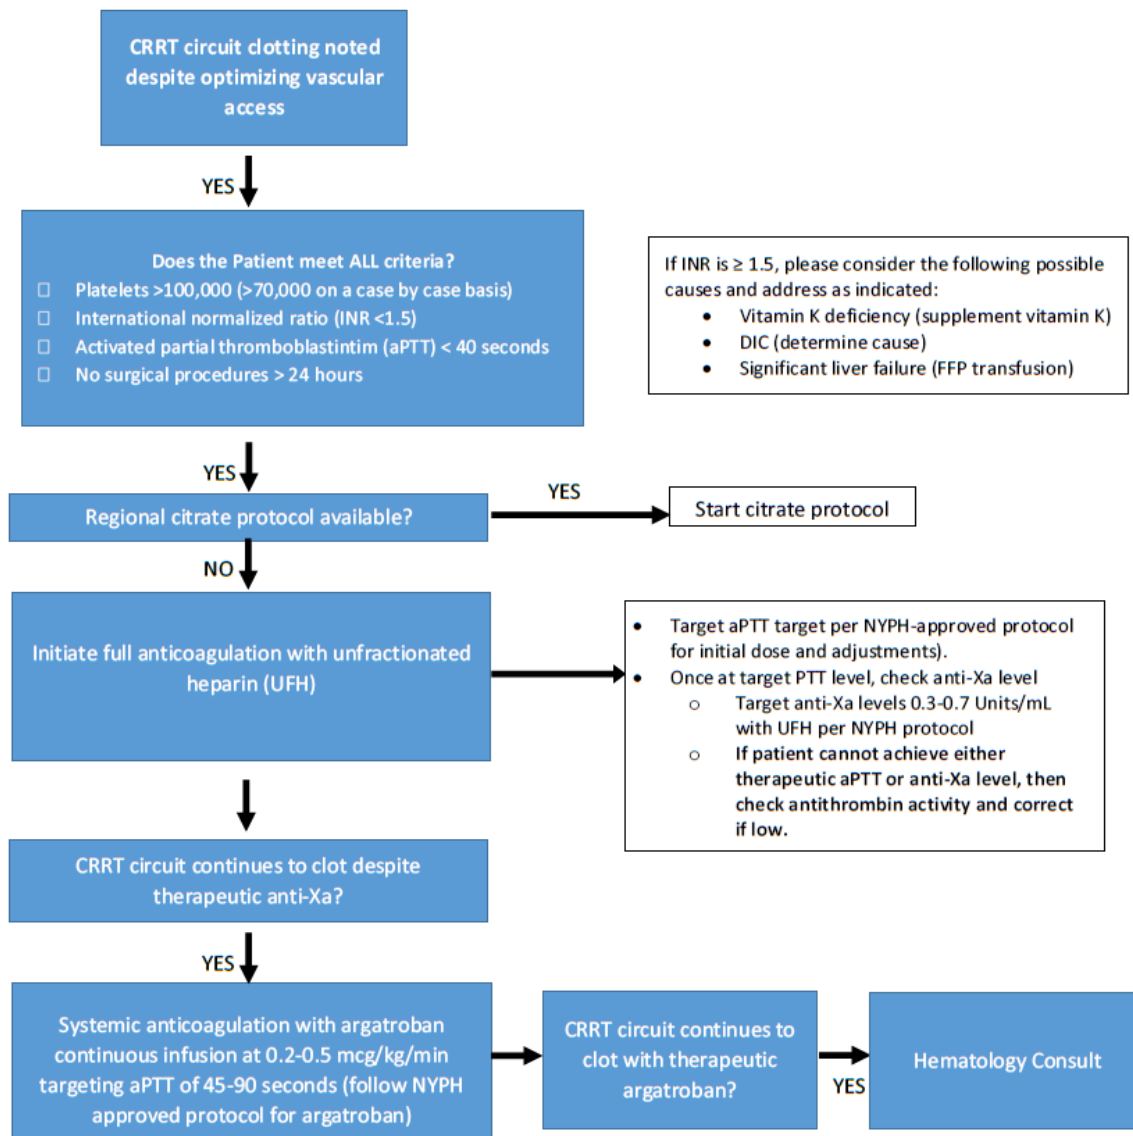 CRRT circuit clotting noted
despite optimizing vascular
access
YES
Does the Patient meet ALL criteria?
Platelets >100,000 (>70,000 on a case by case basis)
International normalized ratio (INR <1.5)
Activated partial thromboblastintim (aPTT) < 40 seconds
No surgical procedures > 24 hours
If INR is ≥ 1.5, please consider the following possible
causes and address as indicated:
• Vitamin K deficiency (supplement vitamin K)
• DIC (determine cause)
• Significant liver failure (FFP transfusion)
YES
Regional citrate protocol available?
YES
Start citrate protocol
NO
Initiate full anticoagulation with unfractionated
heparin (UFH)
• Target aPTT target per NYPH-approved protocol
for initial dose and adjustments).
• Once at target PTT level, check anti-Xa level
o Target anti-Xa levels 0.3-0.7 Units/mL
with UFH per NYPH protocol
o If patient cannot achieve either
therapeutic aPTT or anti-Xa level, then
check antithrombin activity and correct
if low.
CRRT circuit continues to clot despite
therapeutic anti-Xa?
YES
Systemic anticoagulation with argatroban
continuous infusion at 0.2-0.5 mcg/kg/min
targeting aPTT of 45-90 seconds (follow NYPH
approved protocol for argatroban)
CRRT circuit continues to
clot with therapeutic
argatroban?
YES
Hematology Consult